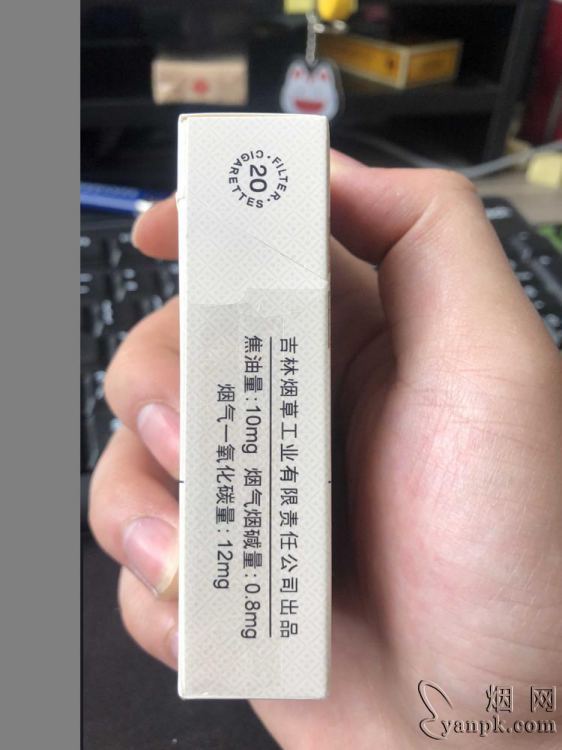 ·FILTER·
20
CIGARETTES
吉林烟草工业有限责任公司出品
焦油量:10mg 烟气烟碱量:0.8mg
烟气一氧化碳量:12mg
烟网
yanpk.com